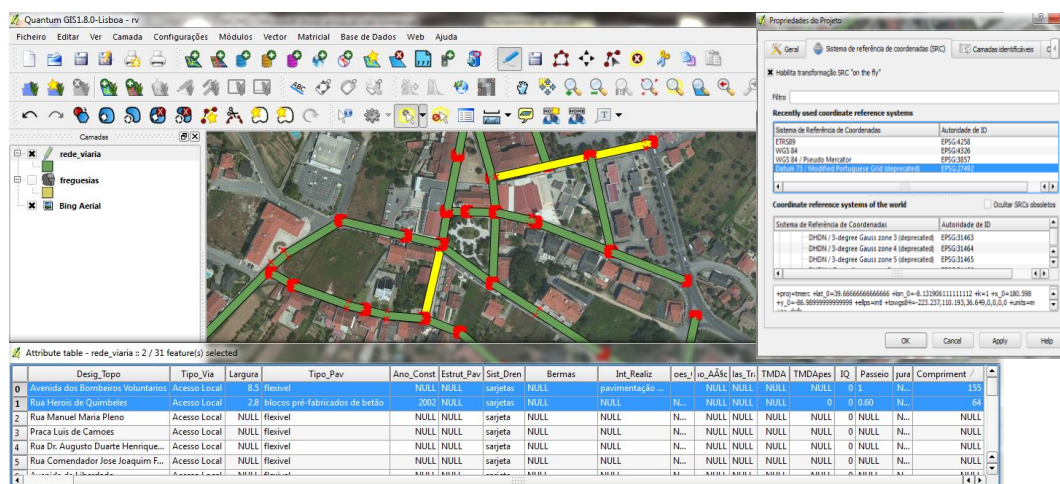 Quantum GIS1.8.0-Lisboa - rv
Ficheiro Editar Ver Camada Configurações Módulos Vector Matricial Base de Dados Web Ajuda
Camadas
rede_viaria
freguesias
Bing Aerial
Propriedades do Projeto
Geral Sistema de referência de coordenadas (SRC) Camadas identificáveis
Habilita transformação SRC "on the fly"
Filtro
Recently used coordinate reference systems
Sistema de Referência de Coordenadas Autoridade de ID
ETRS89 EPSG:4258
WGS 84 EPSG:4326
WGS 84 / Pseudo Mercator EPSG:3857
Datum 73 / Modified Portuguese Grid (deprecated) EPSG:27492
Coordinate reference systems of the world Ocultar SRCs obsoletos
Sistema de Referência de Coordenadas Autoridade de ID
DHDN / 3-degree Gauss zone 3 (deprecated) EPSG:31463
DHDN / 3-degree Gauss zone 4 (deprecated) EPSG:31464
DHDN / 3-degree Gauss zone 5 (deprecated) EPSG:31465
+proj=tmerc +lat_0=39.66666666666666 +lon_0=-8.131906111111112 +k=1 +x_0=180.598
+y_0=-86.98999999999999 +ellps=intl +towgs84=-223.237,110.193,36.649,0,0,0,0 +units=m
OK Cancel Apply Help
Attribute table - rede_viaria :: 2 / 31 feature(s) selected
Desig_Topo Tipo_Via Largura Tipo_Pav Ano_Const Estrut_Pav Sist_Dren Bermas Int_Realiz TMDA TMDApes IQ Passeio jura Compriment
0 Avenida dos Bombeiros Voluntarios Acesso Local 8.5 flexivel NULL NULL sarjetas NULL pavimentação ... NULL NULL NULL NULL 0 1 N... 155
1 Rua Herois de Quimbeles Acesso Local 2.8 blocos pré-fabricados de betão 2002 NULL sarjetas NULL NULL N... NULL NULL NULL 0 0 0.60 N... 64
2 Rua Manuel Maria Pleno Acesso Local NULL flexivel NULL NULL sarjeta NULL NULL N... NULL NULL NULL NULL 0 NULL N... NULL
3 Praca Luis de Camoes Acesso Local NULL flexivel NULL NULL sarjeta NULL NULL N... NULL NULL NULL NULL 0 NULL N... NULL
4 Rua Dr. Augusto Duarte Henrique... Acesso Local NULL flexivel NULL NULL sarjeta NULL NULL N... NULL NULL NULL NULL 0 NULL N... NULL
5 Rua Comendador Jose Joaquim F... Acesso Local NULL flexivel NULL NULL sarjeta NULL NULL N... NULL NULL NULL NULL 0 NULL N... NULL